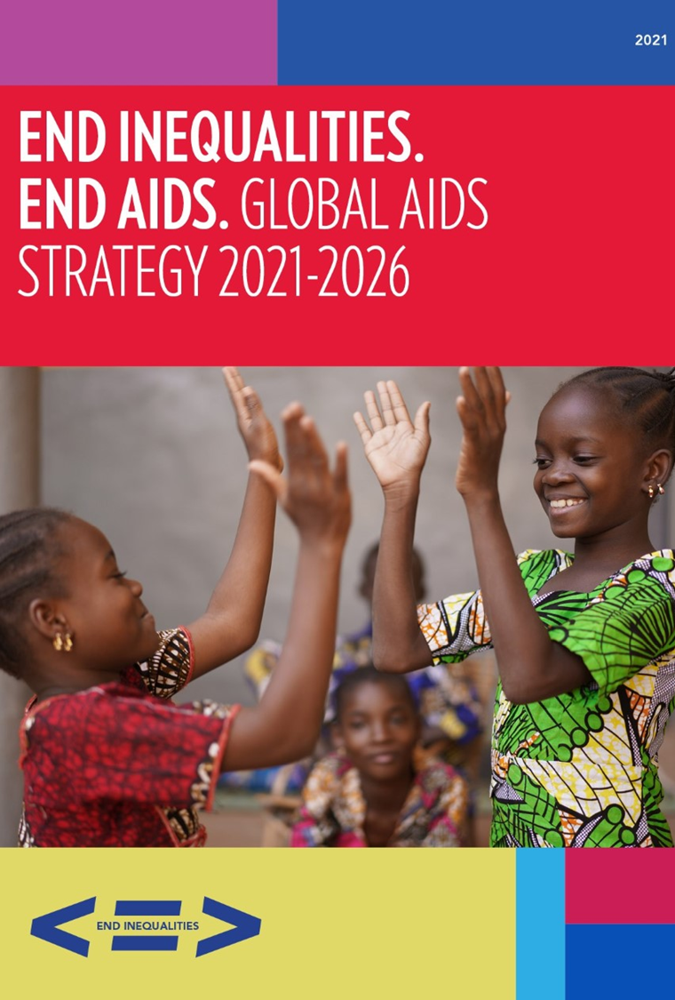 2021
END INEQUALITIES.
END AIDS. GLOBAL AIDS
STRATEGY 2021-2026
END INEQUALITIES